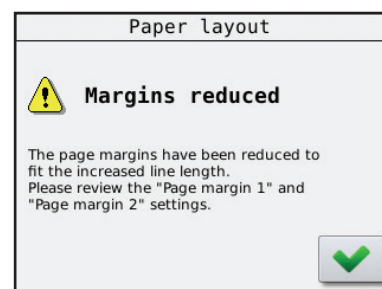 Paper layout
Margins reduced
The page margins have been reduced to
fit the increased line length.
Please review the "Page margin 1" and
"Page margin 2" settings.